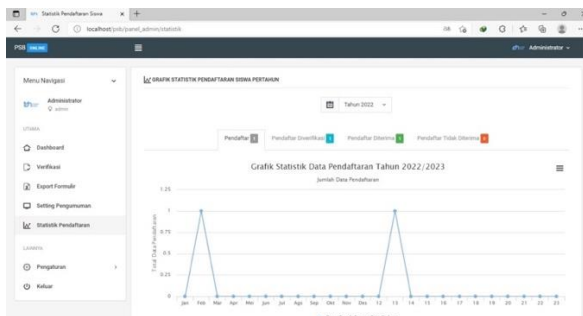 Statistik Pendaftaran Siswa
localhost/psb/panel_admin/statistik
PSB ONLINE
Administrator
Menu Navigasi
Administrator
admin
UTAMA
Dashboard
Verifikasi
Export Formulir
Setting Pengumuman
Statistik Pendaftaran
LAINNYA
Pengaturan
Keluar
GRAFIK STATISTIK PENDAFTARAN SISWA PERTAHUN
Tahun 2022
Pendaftar Pendaftar Diverifikasi Pendaftar Diterima Pendaftar Tidak Diterima
Grafik Statistik Data Pendaftaran Tahun 2022/2023
Jumlah Data Pendaftaran
Total Data Pendaftaran
1.25
1
0.75
0.5
0.25
0
Jan Feb Mar Apr Mei Jun Jul Agu Sep Okt Nov Des 12 13 14 15 16 17 18 19 20 21 22 23